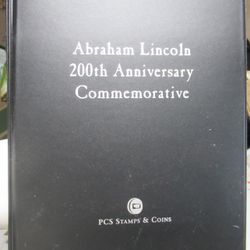 Abraham Lincoln
200th Anniversary
Commemorative
PCS STAMPS & COINS